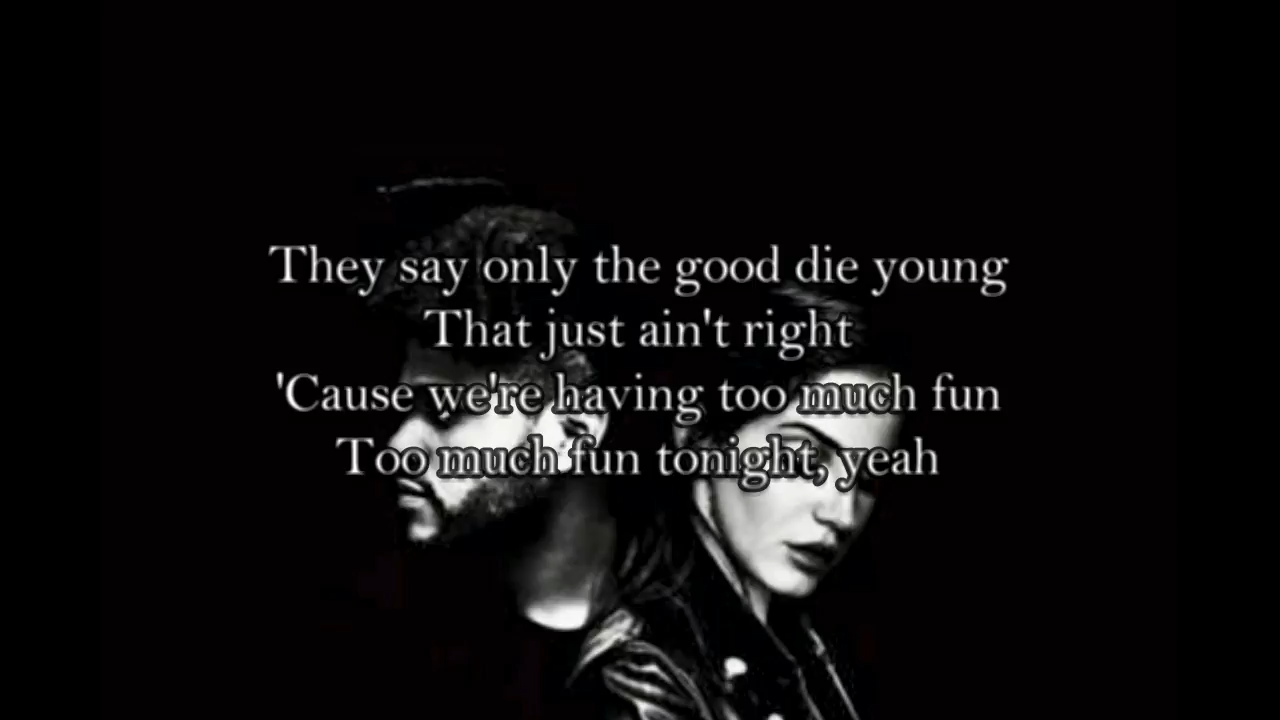 They say only the good die young
That just ain't right
'Cause we're having too much fun
Too much fun tonight, yeah